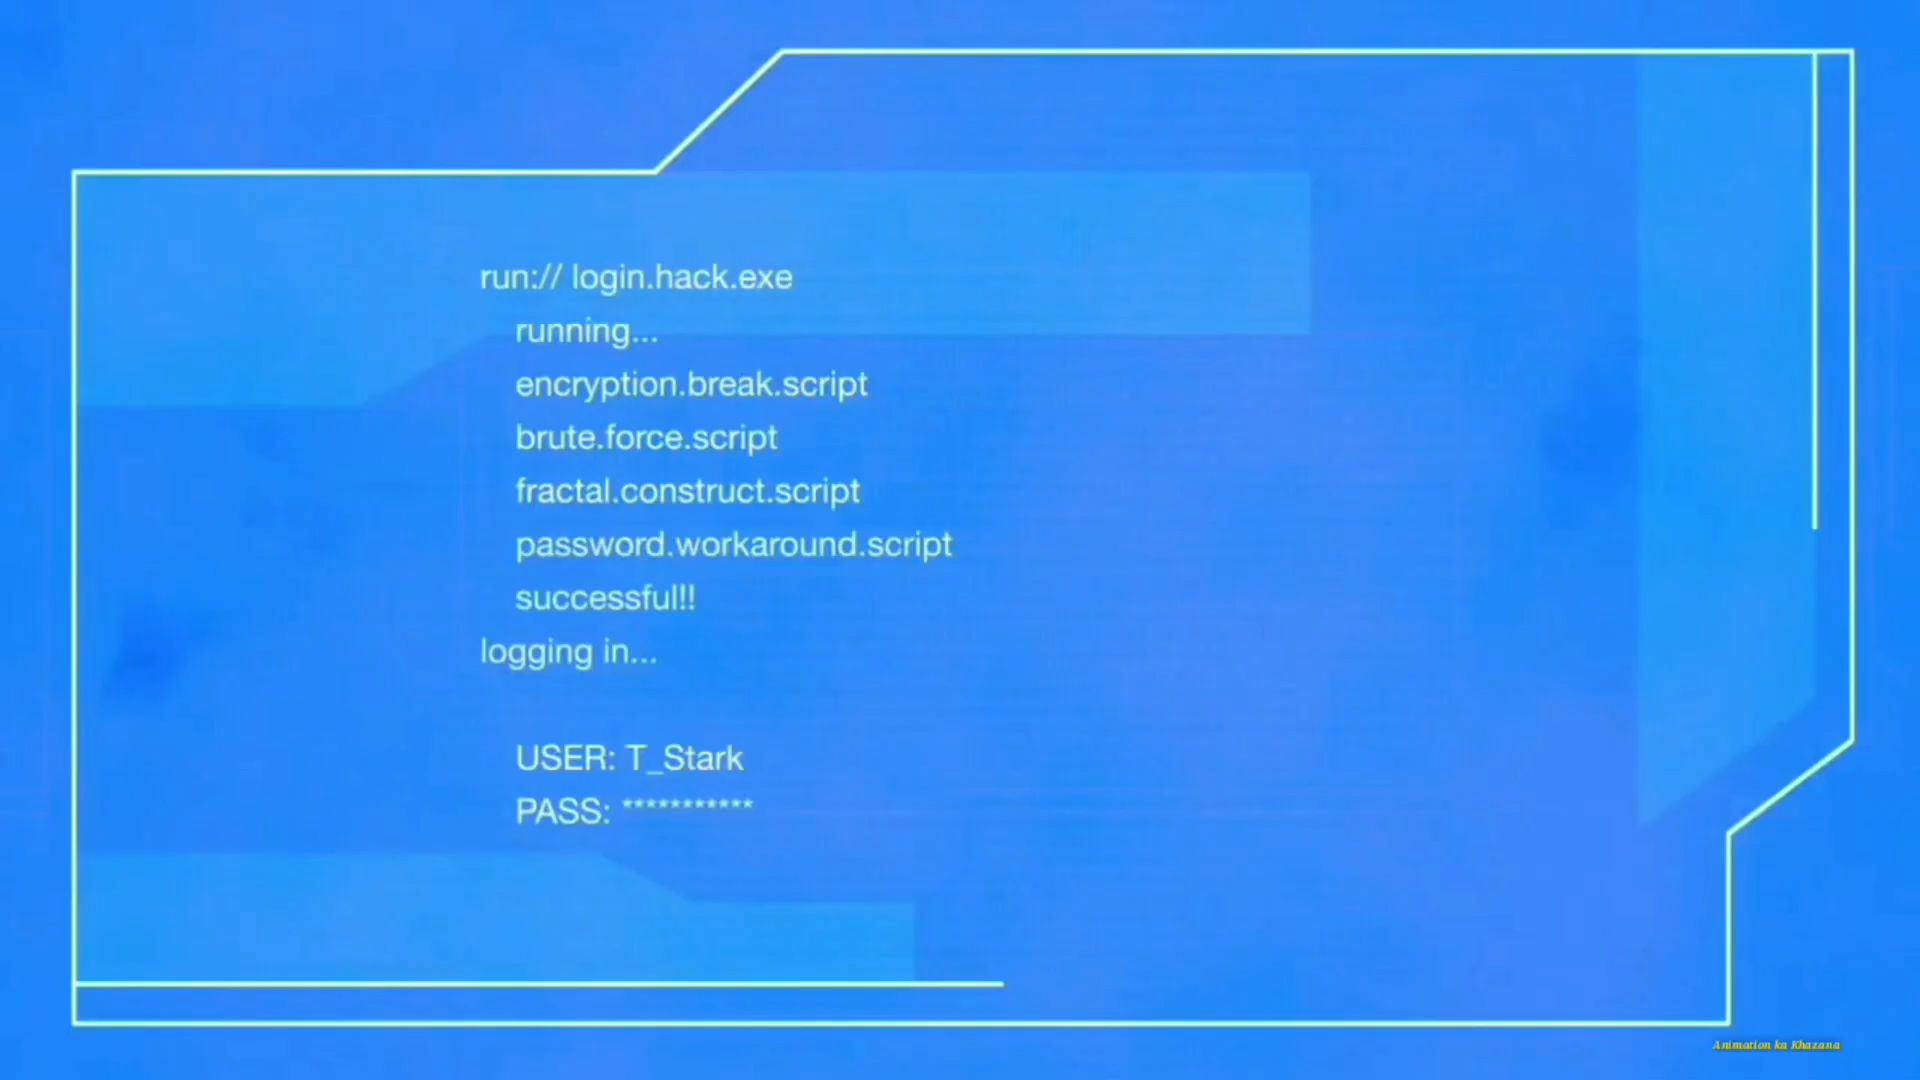 run:// login.hack.exe
running...
encryption.break.script
brute.force.script
fractal.construct.script
password.workaround.script
successful!!
logging in...
USER: T_Stark
PASS: ***********
Animation ka Khazana